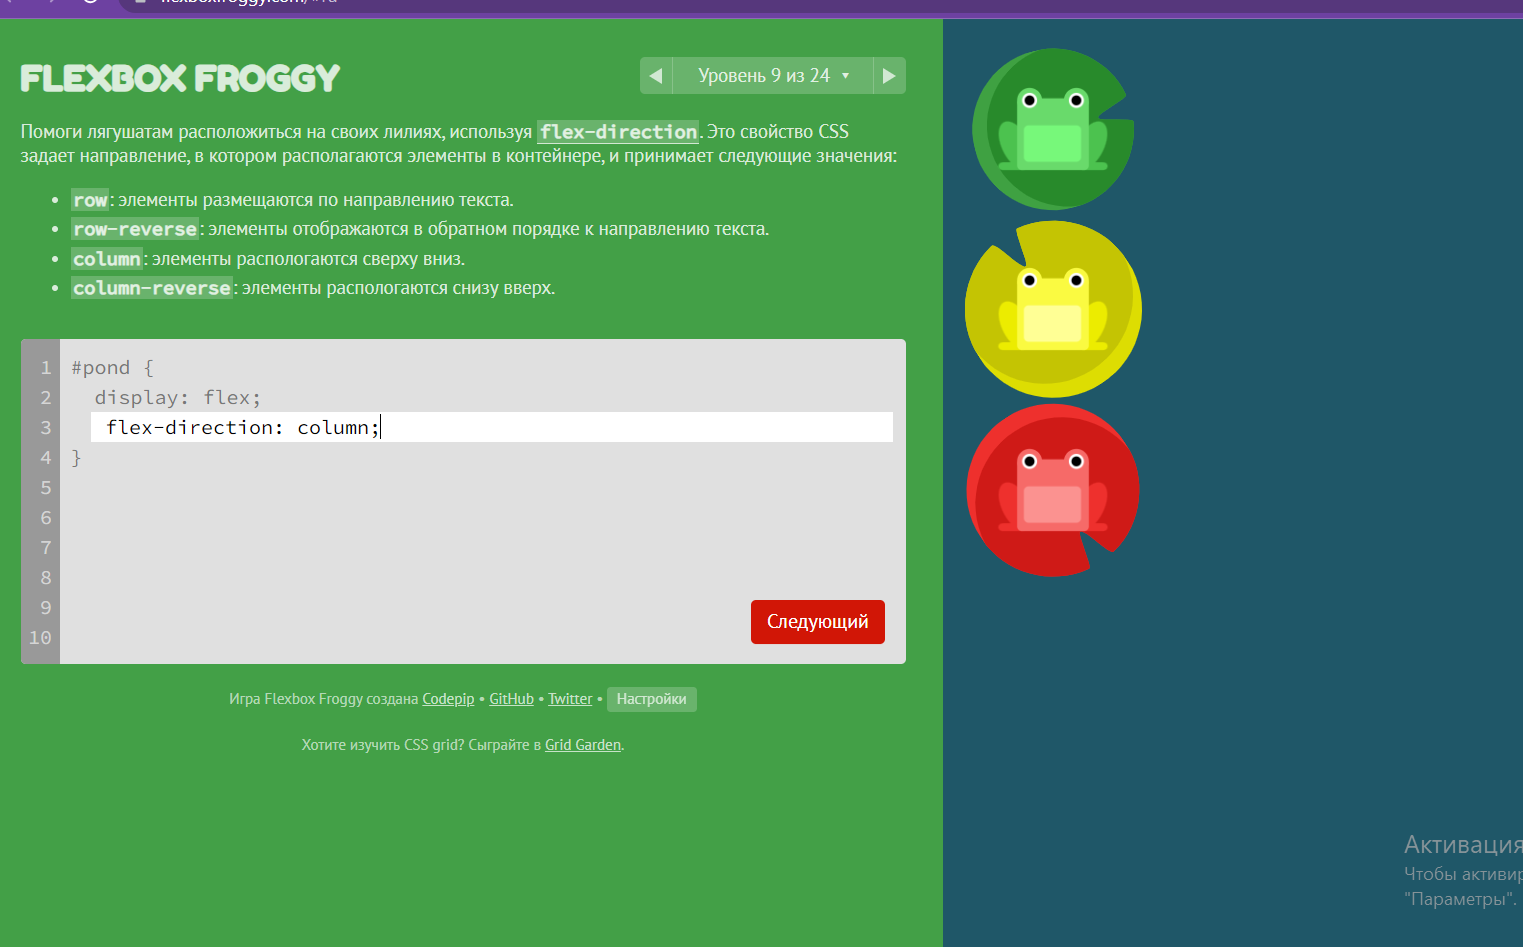 FLEXBOX FROGGY
Уровень 9 из 24
Помоги лягушатам расположиться на своих лилиях, используя flex-direction. Это свойство CSS
задает направление, в котором располагаются элементы в контейнере, и принимает следующие значения:
• row: элементы размещаются по направлению текста.
• row-reverse: элементы отображаются в обратном порядке к направлению текста.
• column: элементы распологаются сверху вниз.
• column-reverse: элементы распологаются снизу вверх.
1 #pond {
2 display: flex;
3 flex-direction: column;
4 }
5
6
7
8
9
10
Следующий
Игра Flexbox Froggy создана Codepip • GitHub • Twitter • Настройки
Хотите изучить CSS grid? Сыграйте в Grid Garden.
Активация
Чтобы активир
"Параметры".